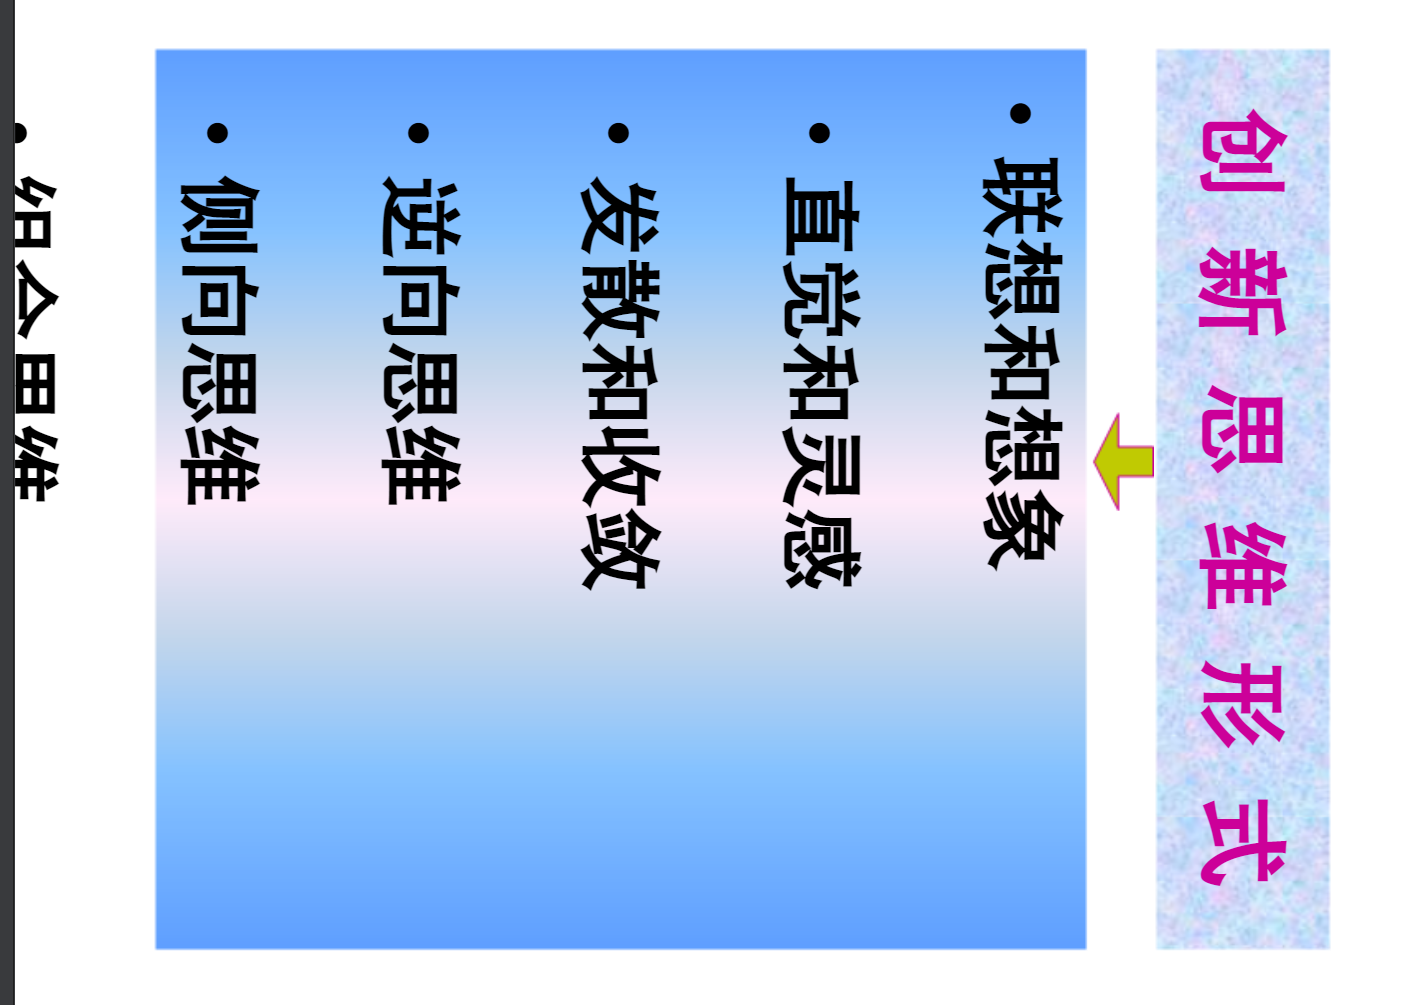 创新思维形式
• 联想和想象
• 直觉和灵感
• 发散和收敛
• 逆向思维
• 侧向思维
• 组合思维